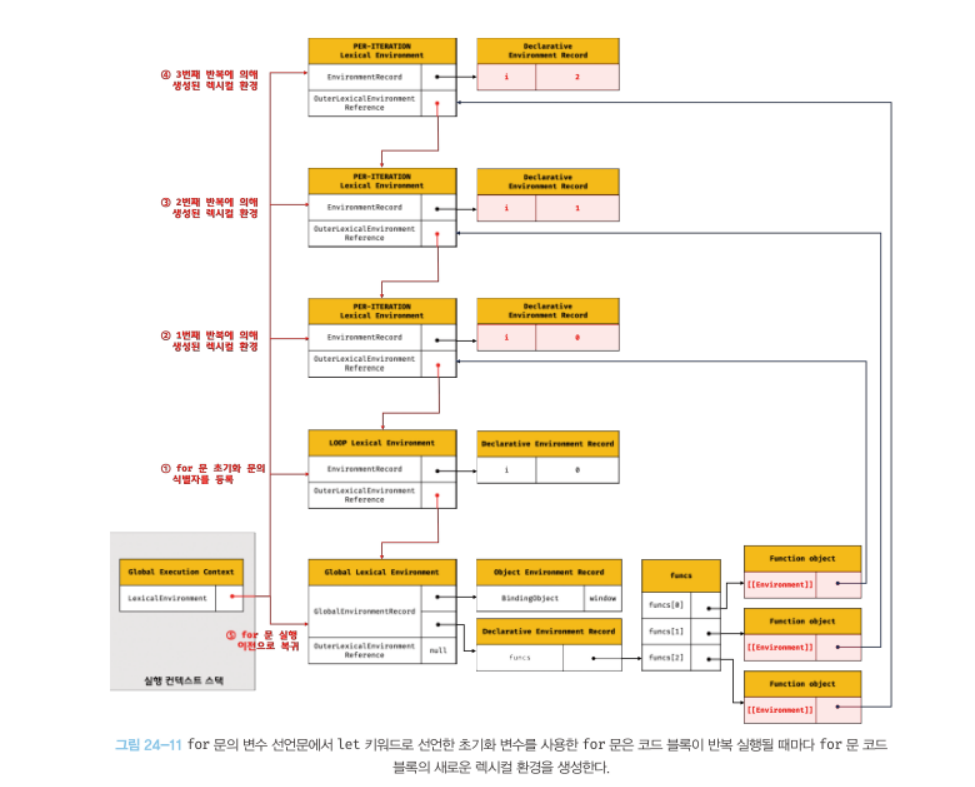 PER-ITERATION
Lexical Environment
Declarative
Environment Record
④ 3번째 반복에 의해
생성된 렉시컬 환경
EnvironmentRecord
i 2
OuterLexicalEnvironment
Reference
PER-ITERATION
Lexical Environment
Declarative
Environment Record
③ 2번째 반복에 의해
생성된 렉시컬 환경
EnvironmentRecord
i 1
OuterLexicalEnvironment
Reference
PER-ITERATION
Lexical Environment
Declarative
Environment Record
② 1번째 반복에 의해
생성된 렉시컬 환경
EnvironmentRecord
i 0
OuterLexicalEnvironment
Reference
LOOP Lexical Environment
Declarative Environment Record
① for 문 초기화 문의
식별자를 등록
EnvironmentRecord
i 0
OuterLexicalEnvironment
Reference
Global Execution Context
LexicalEnvironment
⑤ for 문 실행
이전으로 복귀
실행 컨텍스트 스택
Global Lexical Environment
GlobalEnvironmentRecord
OuterLexicalEnvironment
Reference
null
Object Environment Record
BindingObject window
Declarative Environment Record
funcs
funcs
funcs[0]
funcs[1]
funcs[2]
Function object
[[Environment]]
Function object
[[Environment]]
Function object
[[Environment]]
그림 24-11 for 문의 변수 선언문에서 let 키워드로 선언한 초기화 변수를 사용한 for 문은 코드 블록이 반복 실행될 때마다 for 문 코드
블록의 새로운 렉시컬 환경을 생성한다.